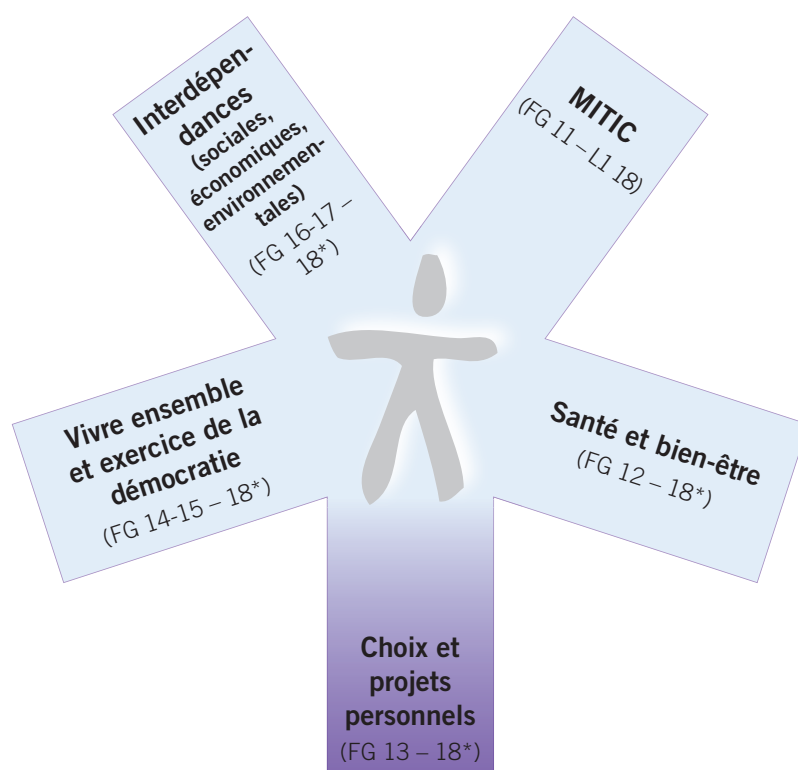 Interdépen-
dances
(sociales,
économiques,
environnemen-
tales)
(FG 16-17 –
18*)
MITIC
(FG 11 – L1 18)
Vivre ensemble
et exercice de la
démocratie
(FG 14-15 – 18*)
Santé et bien-être
(FG 12 – 18*)
Choix et
projets
personnels
(FG 13 – 18*)